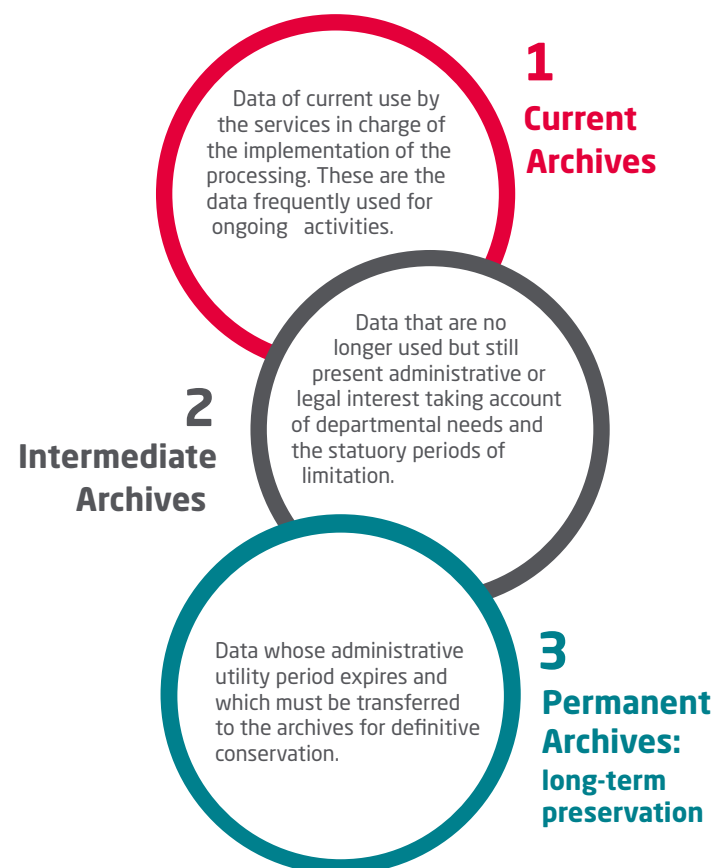 1
Current
Archives
Data of current use by
the services in charge of
the implementation of the
processing. These are the
data frequently used for
ongoing activities.
2
Intermediate
Archives
Data that are no
longer used but still
present administrative or
legal interest taking account
of departmental needs and
the statuory periods of
limitation.
3
Permanent
Archives:
long-term
preservation
Data whose administrative
utility period expires and
which must be transferred
to the archives for definitive
conservation.